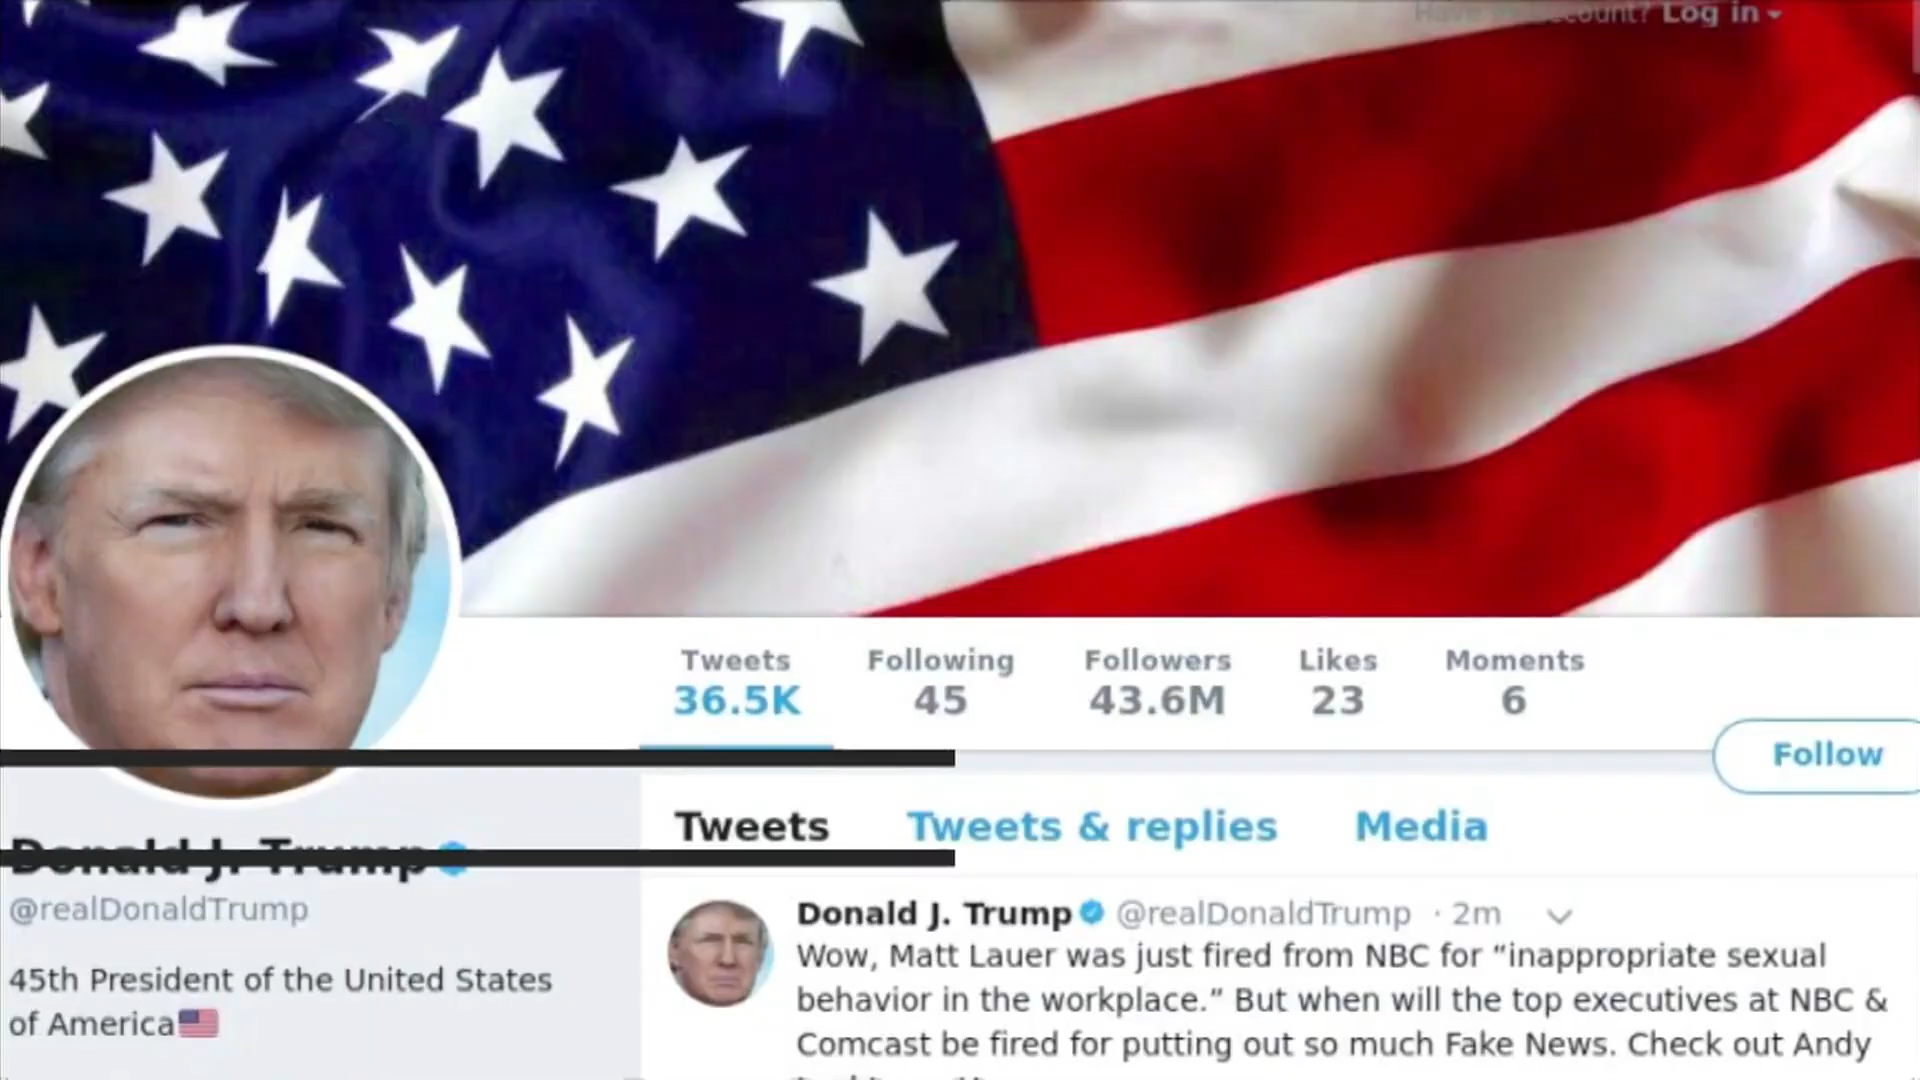 Have account? Log in
Tweets Following Followers Likes Moments
36.5K 45 43.6M 23 6
Follow
Tweets Tweets & replies Media
Donald J. Trump
@realDonaldTrump
45th President of the United States
of America
Donald J. Trump @realDonaldTrump · 2m
Wow, Matt Lauer was just fired from NBC for “inappropriate sexual
behavior in the workplace.” But when will the top executives at NBC &
Comcast be fired for putting out so much Fake News. Check out Andy